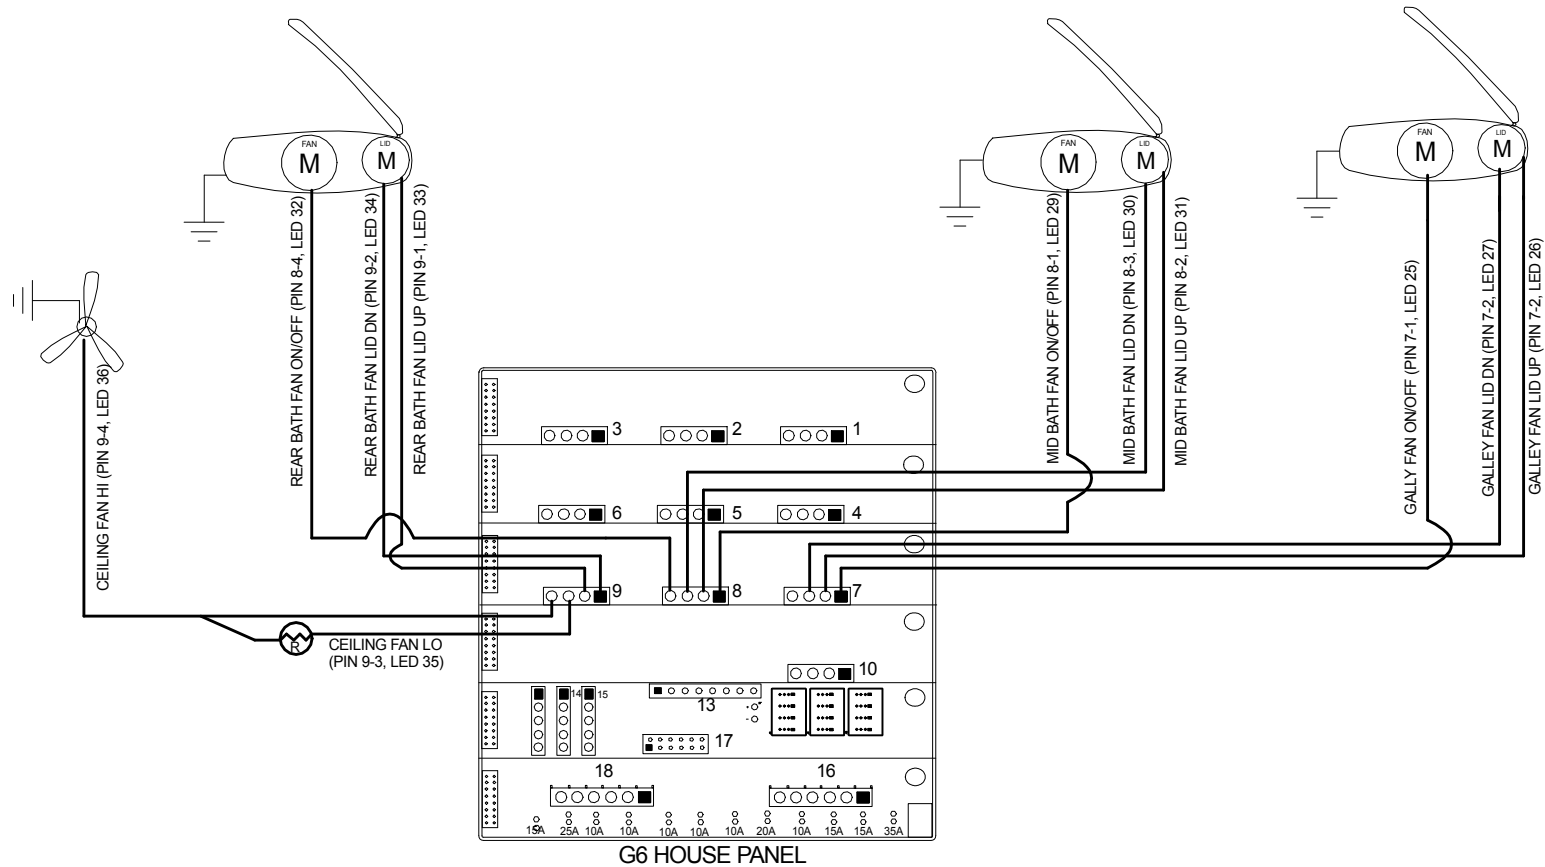 FAN
M
LID
M
FAN
M
LID
M
FAN
M
LID
M
CEILING FAN HI (PIN 9-4, LED 36)
REAR BATH FAN ON/OFF (PIN 8-4, LED 32)
REAR BATH FAN LID DN (PIN 9-2, LED 34)
REAR BATH FAN LID UP (PIN 9-1, LED 33)
MID BATH FAN ON/OFF (PIN 8-1, LED 29)
MID BATH FAN LID DN (PIN 8-3, LED 30)
MID BATH FAN LID UP (PIN 8-2, LED 31)
GALLY FAN ON/OFF (PIN 7-1, LED 25)
GALLEY FAN LID DN (PIN 7-2, LED 27)
GALLEY FAN LID UP (PIN 7-2, LED 26)
3
2
1
6
5
4
9
8
7
R
CEILING FAN LO
(PIN 9-3, LED 35)
10
14
15
13
17
18
16
15A
25A
10A
10A
10A
10A
10A
20A
10A
15A
15A
35A
G6 HOUSE PANEL